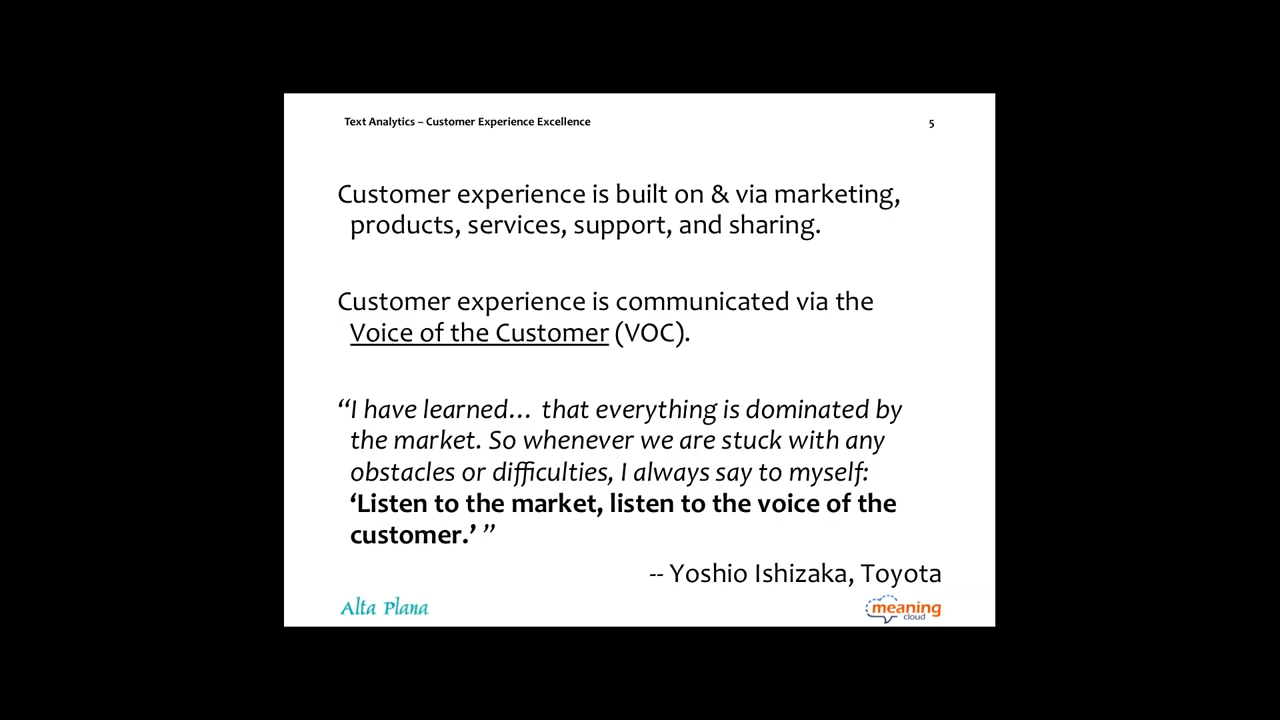 Text Analytics – Customer Experience Excellence 5
Customer experience is built on & via marketing,
products, services, support, and sharing.
Customer experience is communicated via the
Voice of the Customer (VOC).
“I have learned… that everything is dominated by
the market. So whenever we are stuck with any
obstacles or difficulties, I always say to myself:
‘Listen to the market, listen to the voice of the
customer.’ ”
-- Yoshio Ishizaka, Toyota
Alta Plana
meaning
cloud